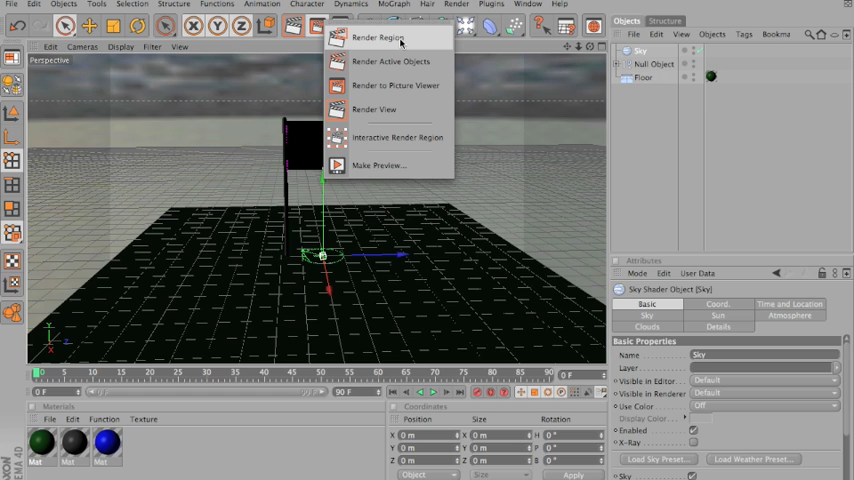 Edit Tools Selection Structure Functions Animation Character Dynamics MoGraph Hair Render Plugins Window Help
Edit Cameras Display Filter View
Perspective
Render Region
Render Active Objects
Render to Picture Viewer
Render View
Interactive Render Region
Make Preview...
Objects Structure
File Edit View Objects Tags Bookmarks
Sky
Null Object
Floor
Attributes
Mode Edit User Data
Sky Shader Object [Sky]
Basic Coord. Time and Location
Sky Sun Atmosphere
Clouds Details
Basic Properties
Name Sky
Layer
Visible in Editor Default
Visible in Renderer Default
Use Color Off
Display Color
Enabled
X-Ray
Load Sky Preset... Load Weather Preset...
Sky
0 5 10 15 20 25 30 35 40 45 50 55 60 65 70 75 80 85 90 0 F
0 F 0 F 90 F 90 F
Materials
File Edit Function Texture
Mat Mat Mat
Coordinates
Position Size Rotation
X 0 m X 0 m H 0 °
Y 0 m Y 0 m P 0 °
Z 0 m Z 0 m B 0 °
Object Size Apply
Y
Z
X